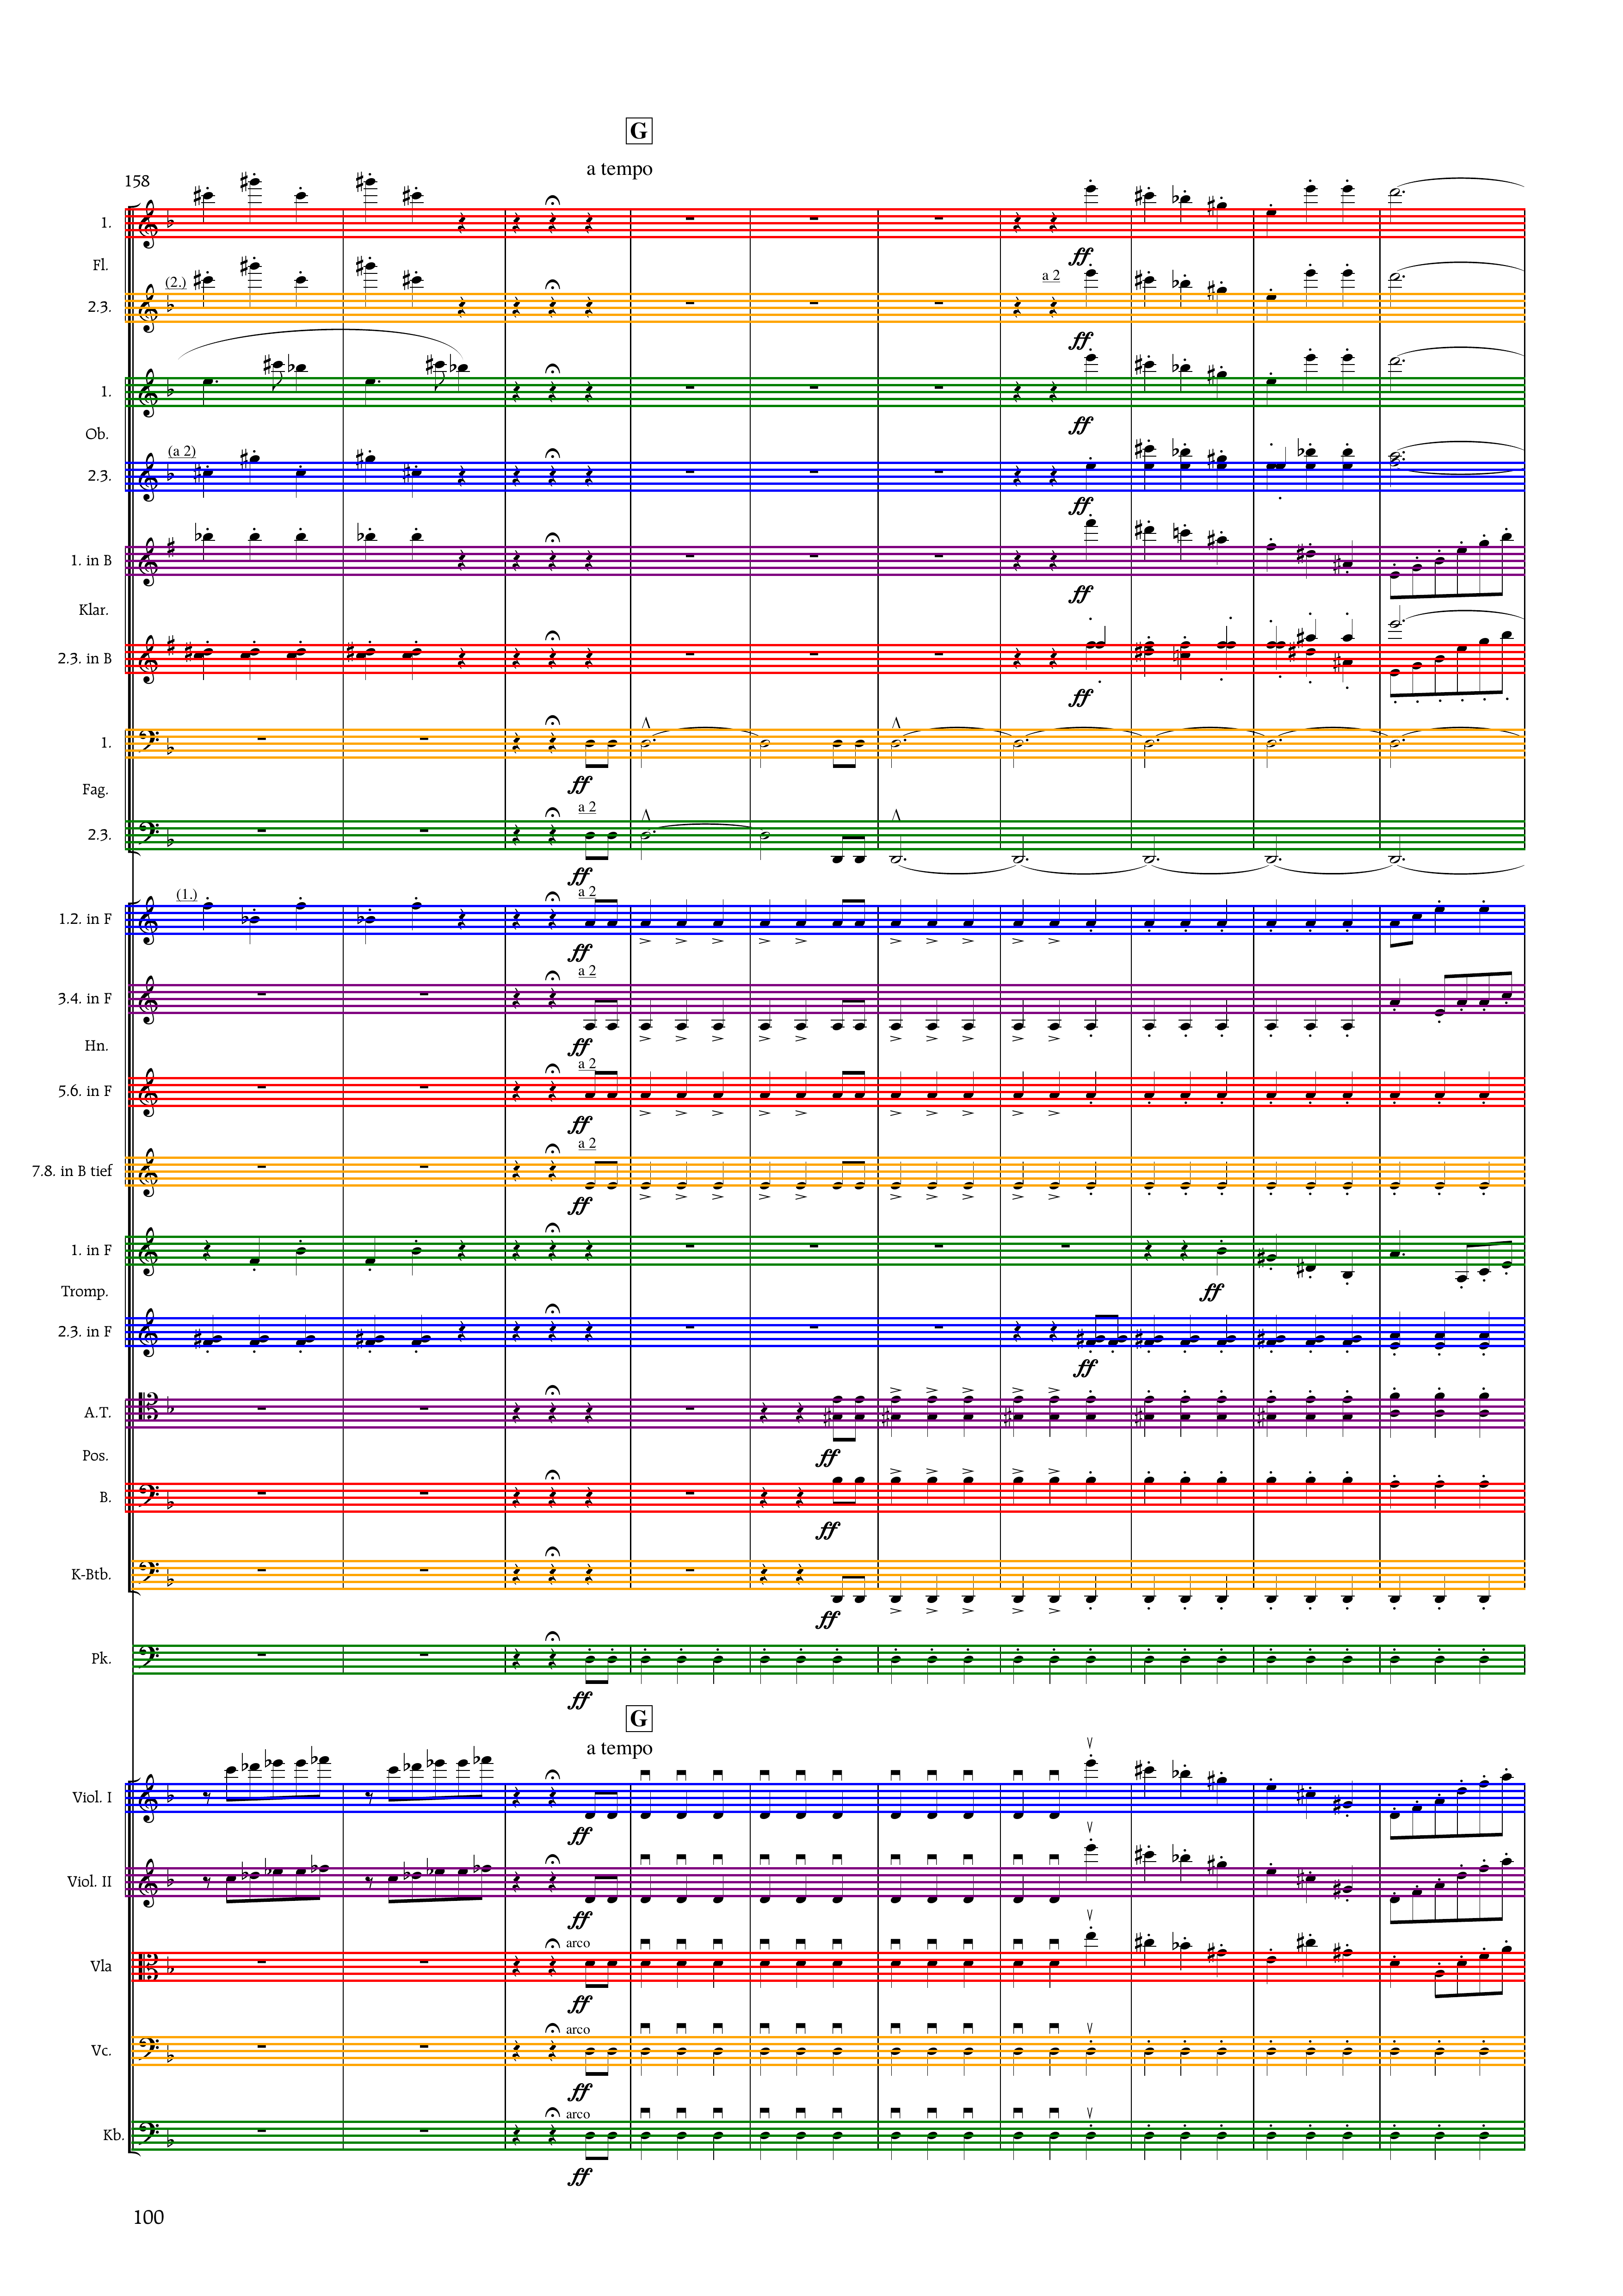 G
a tempo
158
1.
Fl.
(2.)
a 2
2.3.
ff
ff
1.
ff
Ob.
(a 2)
2.3.
ff
1. in B
ff
Klar.
2.3. in B
ff
1.
ff
Fag.
a 2
2.3.
ff
(1.)
a 2
1.2. in F
ff
a 2
3.4. in F
ff
Hn.
a 2
5.6. in F
ff
a 2
7.8. in B tief
ff
1. in F
ff
Tromp.
2.3. in F
ff
A.T.
ff
Pos.
B.
ff
K-Btb.
ff
Pk.
ff
G
a tempo
Viol. I
ff
Viol. II
ff
arco
Vla
ff
arco
Vc.
ff
arco
Kb.
ff
100